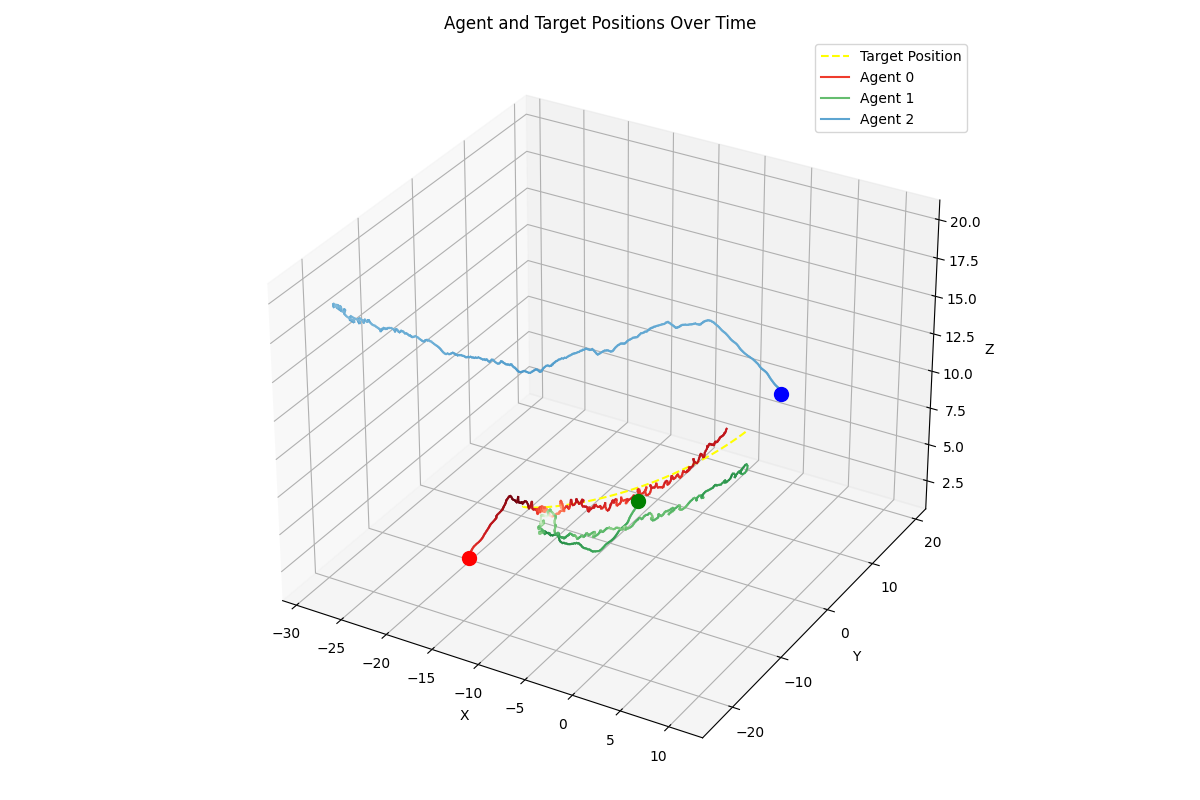 Agent and Target Positions Over Time
Target Position
Agent 0
Agent 1
Agent 2
20.0
17.5
15.0
12.5
10.0
7.5
5.0
2.5
Z
20
10
0
−10
−20
Y
−30
−25
−20
−15
−10
−5
0
5
10
X